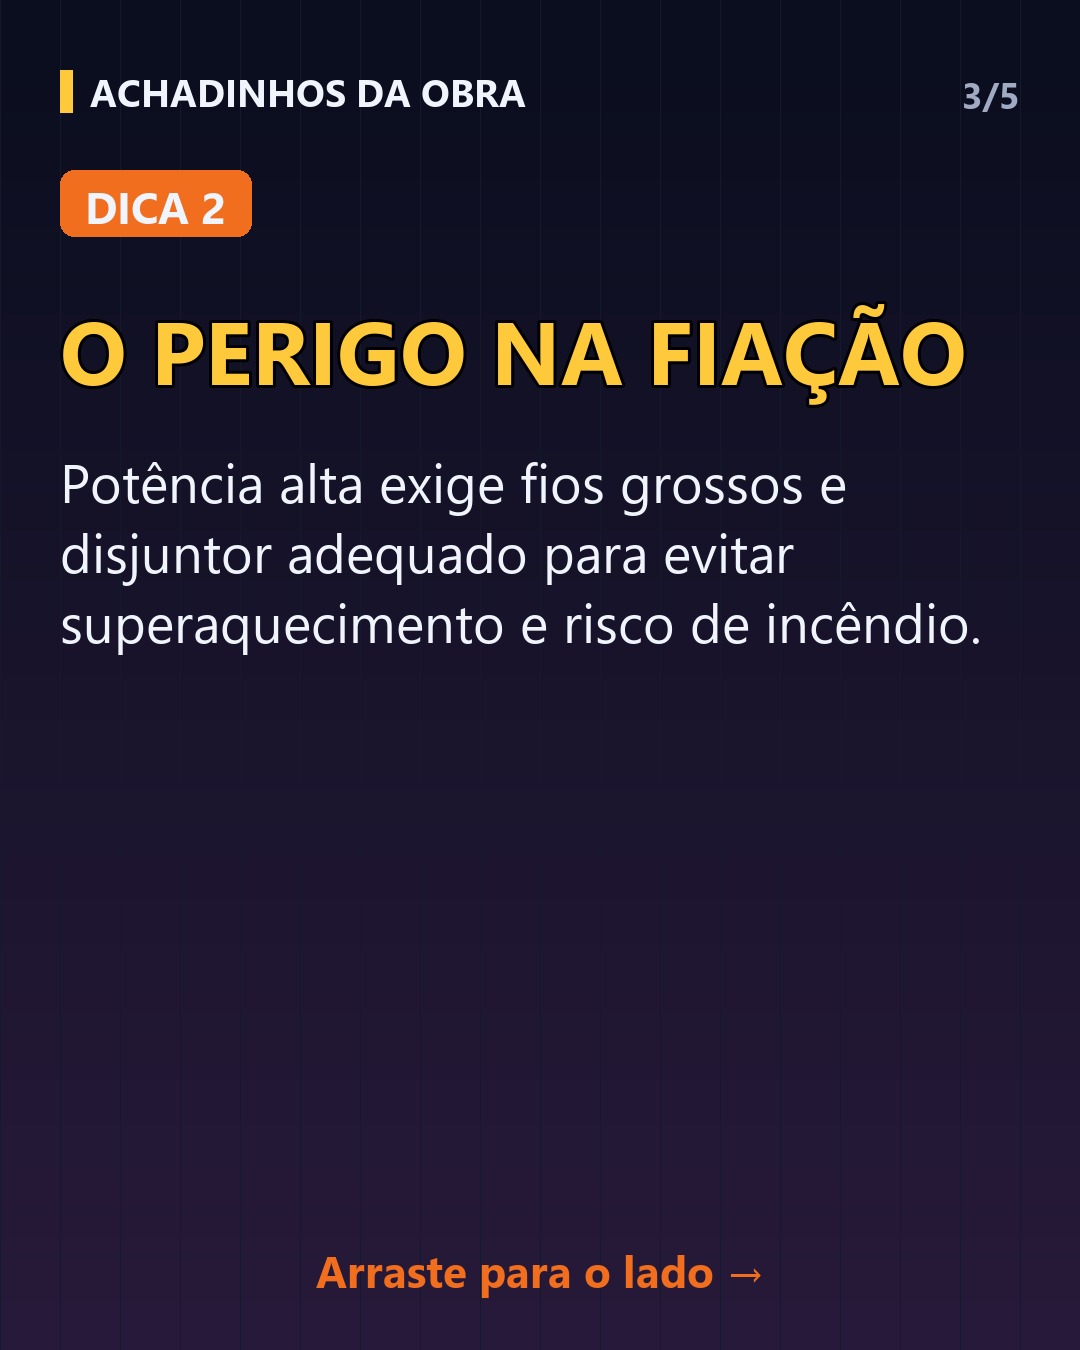 ACHADINHOS DA OBRA
3/5
DICA 2
O PERIGO NA FIAÇÃO
Potência alta exige fios grossos e
disjuntor adequado para evitar
superaquecimento e risco de incêndio.
Arraste para o lado →